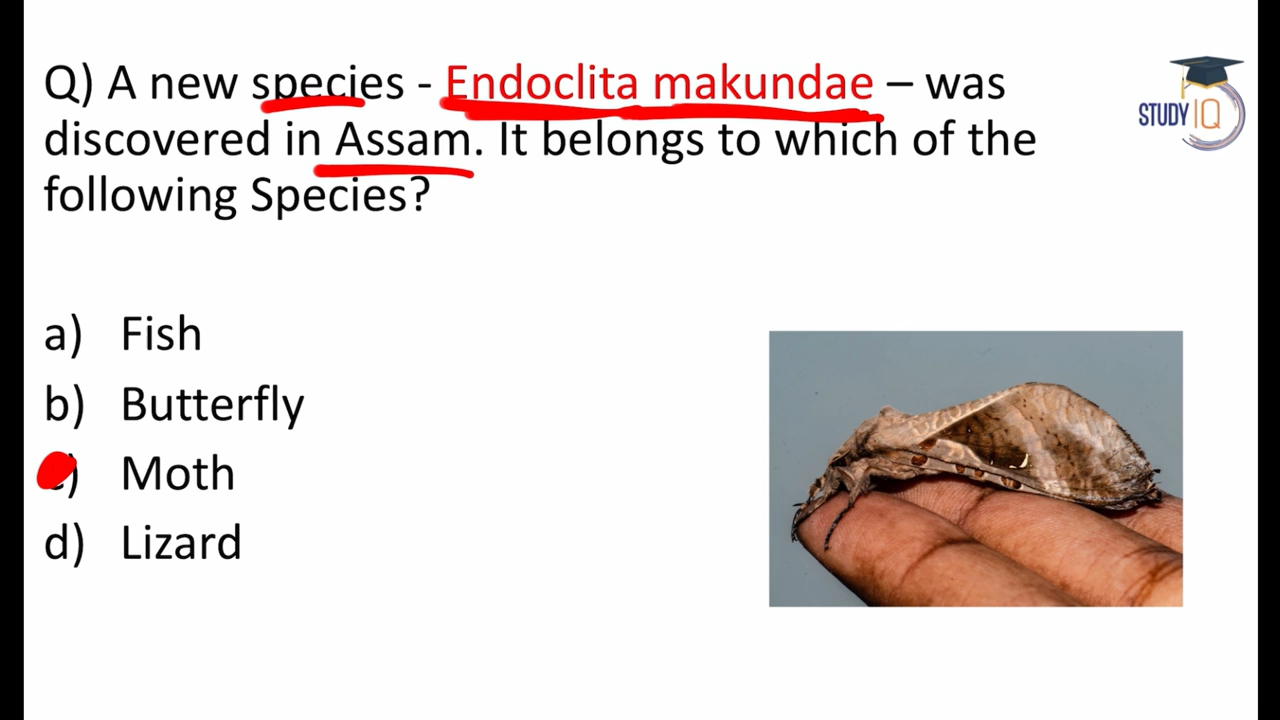 Q) A new species - Endoclita makundae – was
discovered in Assam. It belongs to which of the
following Species?
STUDY IQ
a) Fish
b) Butterfly
c) Moth
d) Lizard